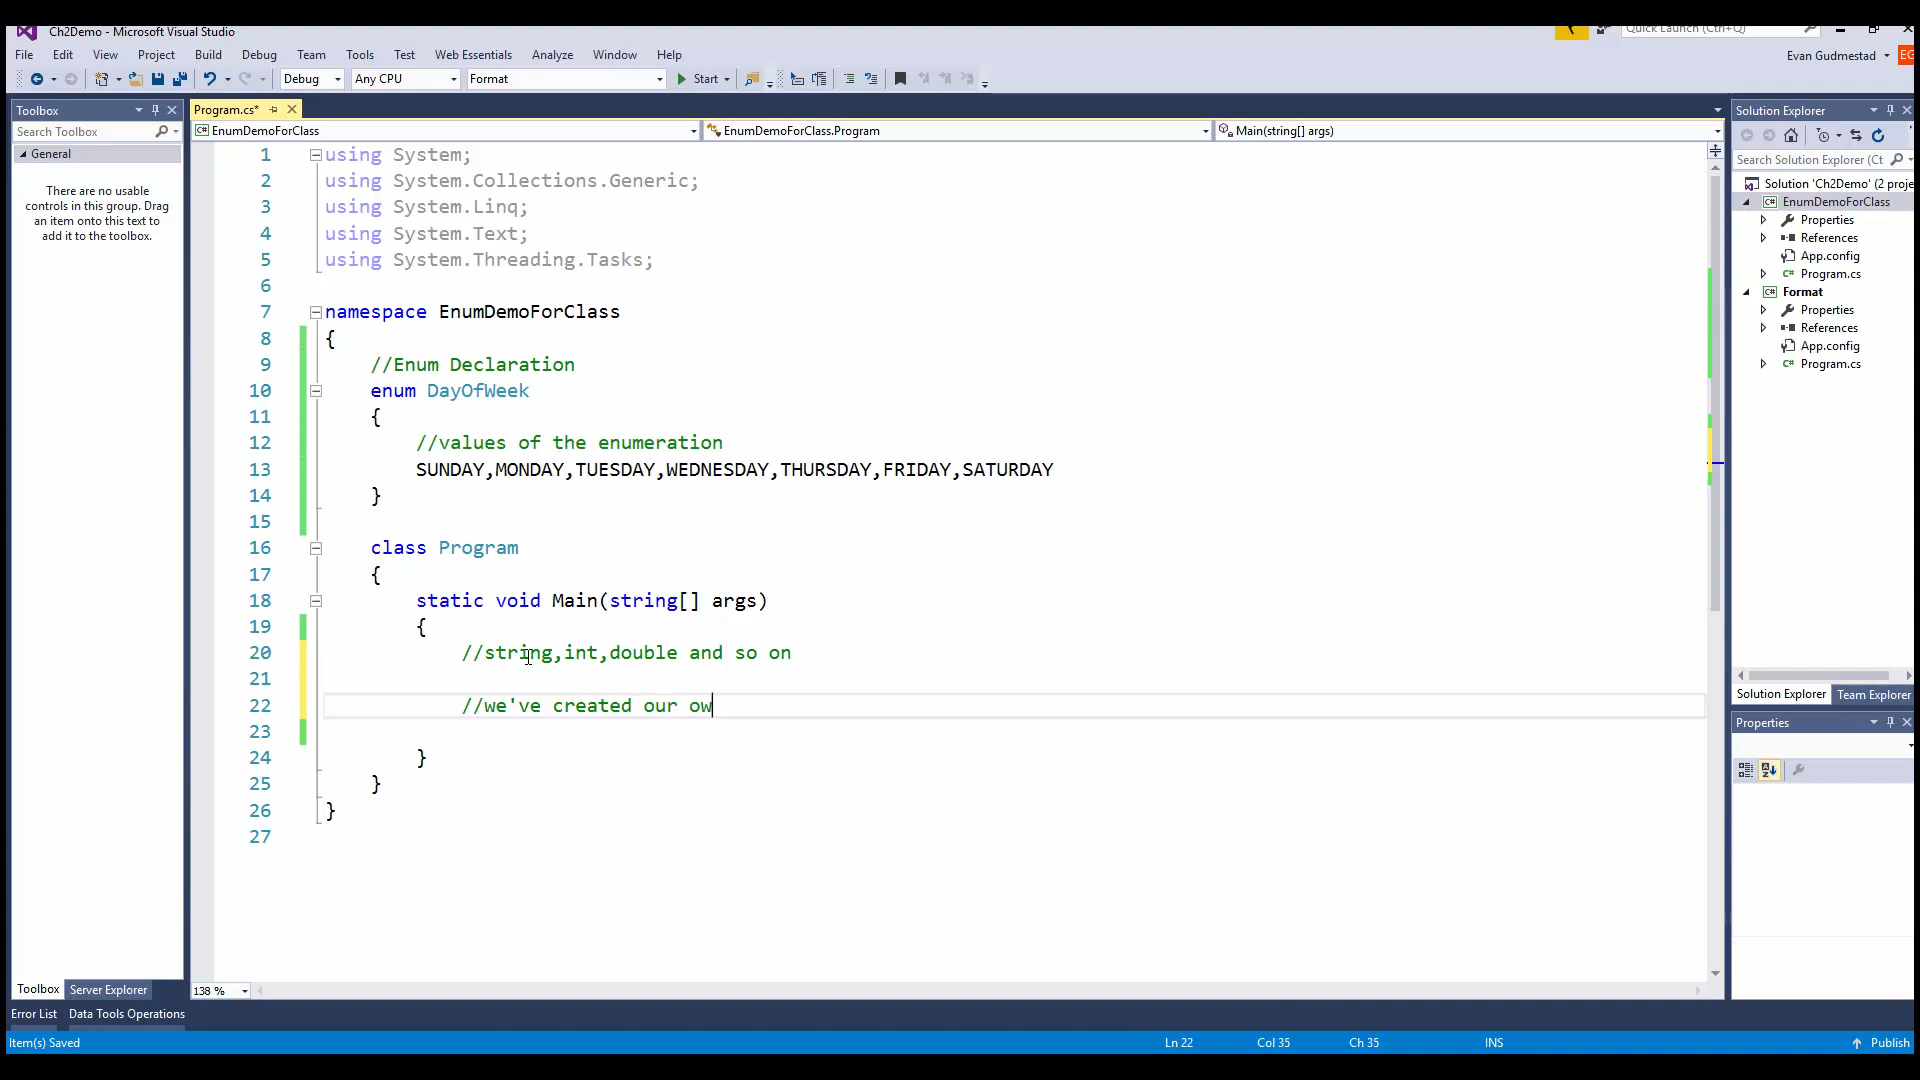 Ch2Demo - Microsoft Visual Studio
Quick Launch (Ctrl+Q)
File Edit View Project Build Debug Team Tools Test Web Essentials Analyze Window Help
Evan Gudmestad EG
Debug Any CPU Format Start
Toolbox
Search Toolbox
General
There are no usable
controls in this group. Drag
an item onto this text to
add it to the toolbox.
Program.cs*
EnumDemoForClass EnumDemoForClass.Program Main(string[] args)
1 using System;
2 using System.Collections.Generic;
3 using System.Linq;
4 using System.Text;
5 using System.Threading.Tasks;
6
7 namespace EnumDemoForClass
8 {
9 //Enum Declaration
10 enum DayOfWeek
11 {
12 //values of the enumeration
13 SUNDAY,MONDAY,TUESDAY,WEDNESDAY,THURSDAY,FRIDAY,SATURDAY
14 }
15
16 class Program
17 {
18 static void Main(string[] args)
19 {
20 //string,int,double and so on
21
22 //we've created our ow
23
24 }
25 }
26 }
27
138 %
Solution Explorer
Search Solution Explorer (Ct
Solution 'Ch2Demo' (2 proje
EnumDemoForClass
Properties
References
App.config
Program.cs
Format
Properties
References
App.config
Program.cs
Solution Explorer Team Explorer
Properties
Toolbox Server Explorer
Error List Data Tools Operations
Item(s) Saved Ln 22 Col 35 Ch 35 INS Publish